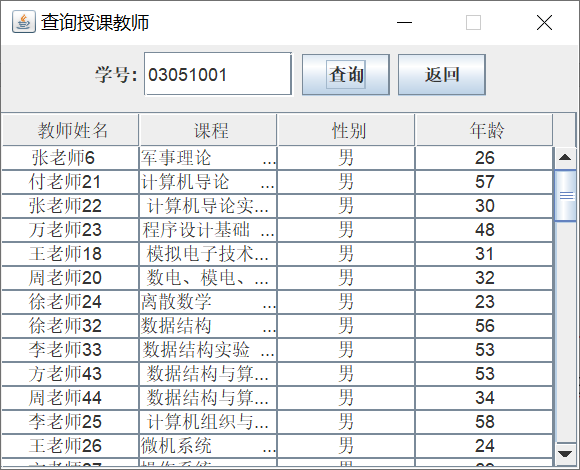 查询授课教师
学号: 03051001 查询 返回
教师姓名 课程 性别 年龄
张老师6 军事理论 ... 男 26
付老师21 计算机导论 ... 男 57
张老师22 计算机导论实... 男 30
万老师23 程序设计基础 ... 男 48
王老师18 模拟电子技术... 男 31
周老师20 数电、模电、... 男 32
徐老师24 离散数学 ... 男 23
徐老师32 数据结构 ... 男 56
李老师33 数据结构实验 ... 男 53
方老师43 数据结构与算... 男 53
周老师44 数据结构与算... 男 34
李老师25 计算机组织与... 男 58
王老师26 微机系统 ... 男 24